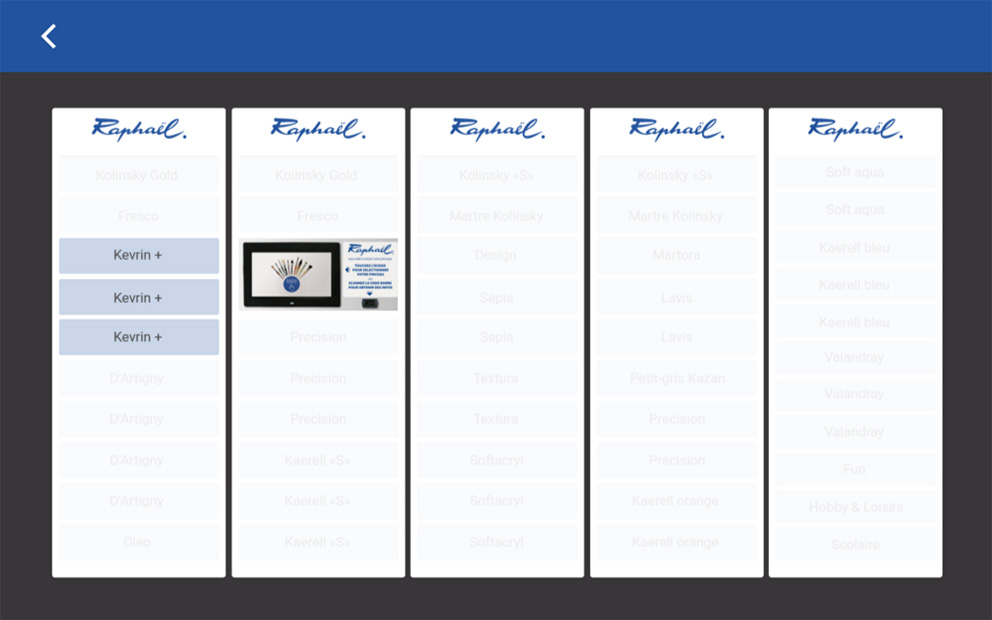 Raphaël.
Kolinsky Gold
Fresco
Kevrin +
Kevrin +
Kevrin +
D'Artigny
D'Artigny
D'Artigny
D'Artigny
Oleo
Raphaël.
Kolinsky Gold
Fresco
Raphaël.
TOUCHEZ L'ÉCRAN
POUR SÉLECTIONNER
VOTRE PINCEAU
SCANNEZ LE CODE BARRE
POUR OBTENIR DES INFOS
Precision
Precision
Precision
Kaerell «S»
Kaerell «S»
Kaerell «S»
Raphaël.
Kolinsky «S»
Martre Kolinsky
Design
Sepia
Sepia
Textura
Textura
Softacryl
Softacryl
Softacryl
Raphaël.
Kolinsky «S»
Martre Kolinsky
Martora
Lavis
Lavis
Petit-gris Kazan
Precision
Precision
Kaerell orange
Kaerell orange
Raphaël.
Soft aqua
Soft aqua
Kaerell bleu
Kaerell bleu
Kaerell bleu
Valandray
Valandray
Valandray
Fun
Hobby & Loisirs
Scolaire